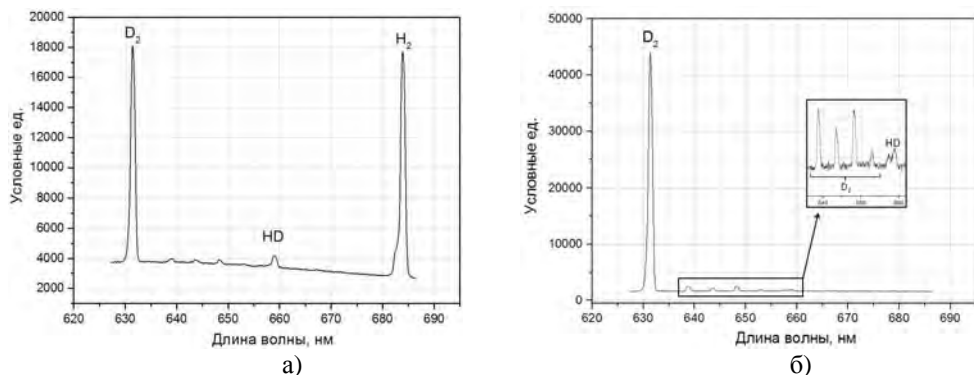 D₂
H₂
HD
Условные ед.
20000
18000
16000
14000
12000
10000
8000
6000
4000
2000
620 630 640 650 660 670 680 690
Длина волны, нм
а)
D₂
HD
D₂
Условные ед.
50000
40000
30000
20000
10000
0
620 630 640 650 660 670 680 690
Длина волны, нм
б)